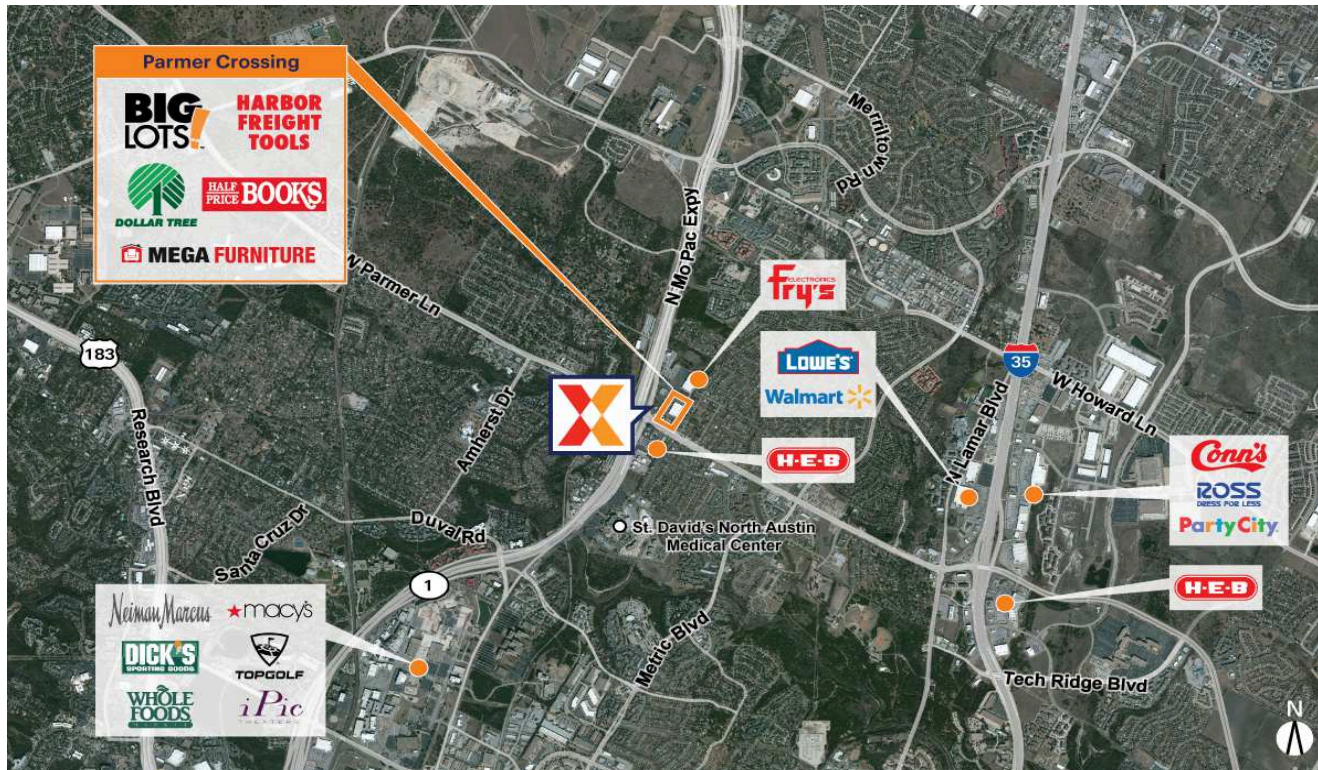 Parmer Crossing
BIG
LOTS!
HARBOR
FREIGHT
TOOLS
DOLLAR TREE
HALF
PRICE BOOKS
MEGA FURNITURE
W Parmer Ln
N Mo Pac Expy
Merrilltown Rd
ELECTRONICS
Fry's
LOWE'S
Walmart
H-E-B
183
Research Blvd
Amherst Dr
35
N Lamar Blvd
W Howard Ln
Conn's
ROSS
DRESS FOR LESS
PartyCity
St. David's North Austin
Medical Center
Duval Rd
Santa Cruz Dr
1
H-E-B
Neiman Marcus
macy's
DICK'S
SPORTING GOODS
TOPGOLF
WHOLE
FOODS
MARKET
iPic
THEATERS
Metric Blvd
Tech Ridge Blvd
N